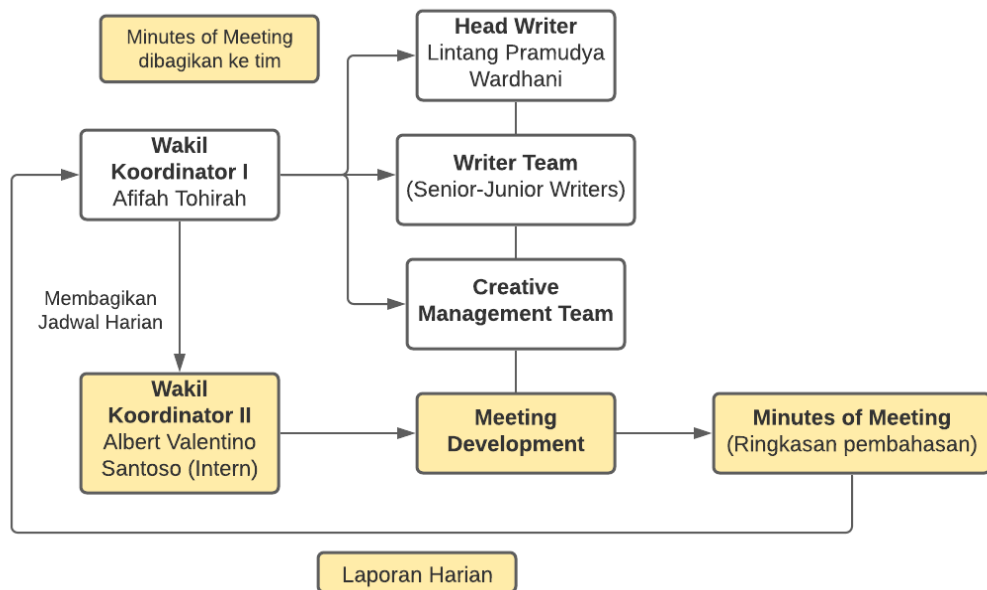 Minutes of Meeting
dibagikan ke tim
Head Writer
Lintang Pramudya
Wardhani
Wakil
Koordinator I
Afifah Tohirah
Writer Team
(Senior-Junior Writers)
Creative
Management Team
Membagikan
Jadwal Harian
Wakil
Koordinator II
Albert Valentino
Santoso (Intern)
Meeting
Development
Minutes of Meeting
(Ringkasan pembahasan)
Laporan Harian